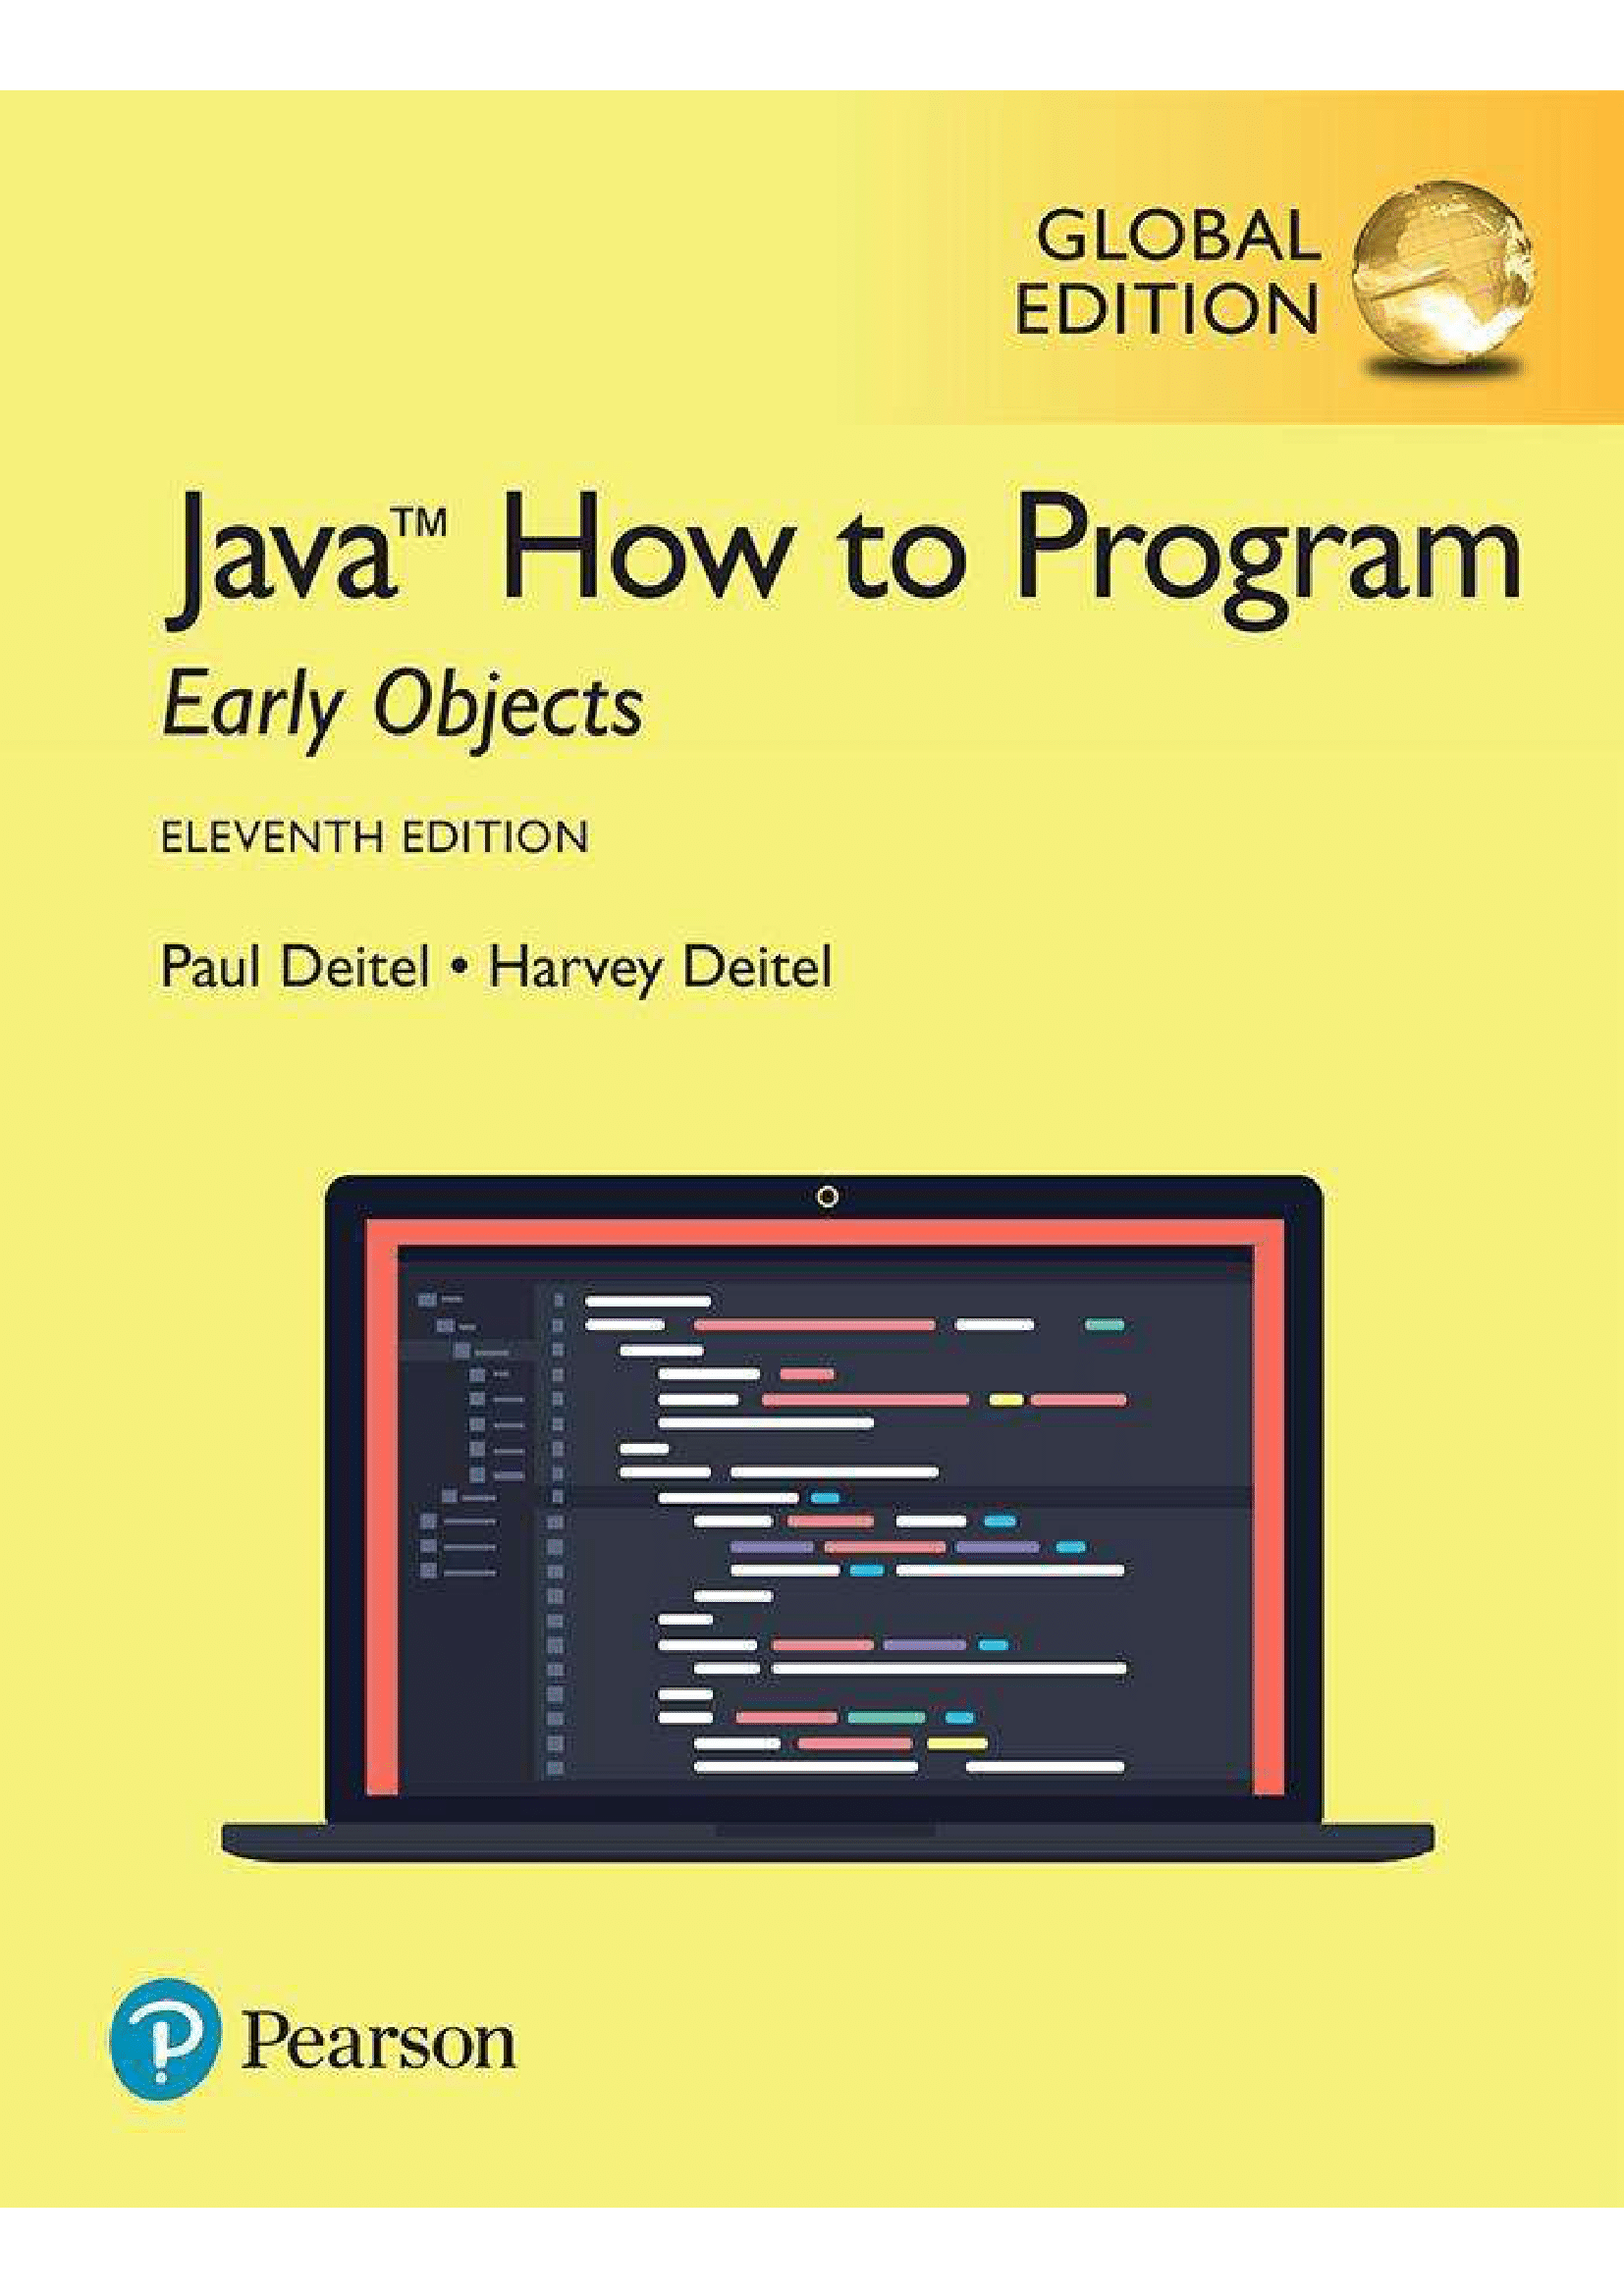 GLOBAL
EDITION
Java™ How to Program
Early Objects
ELEVENTH EDITION
Paul Deitel • Harvey Deitel
Pearson